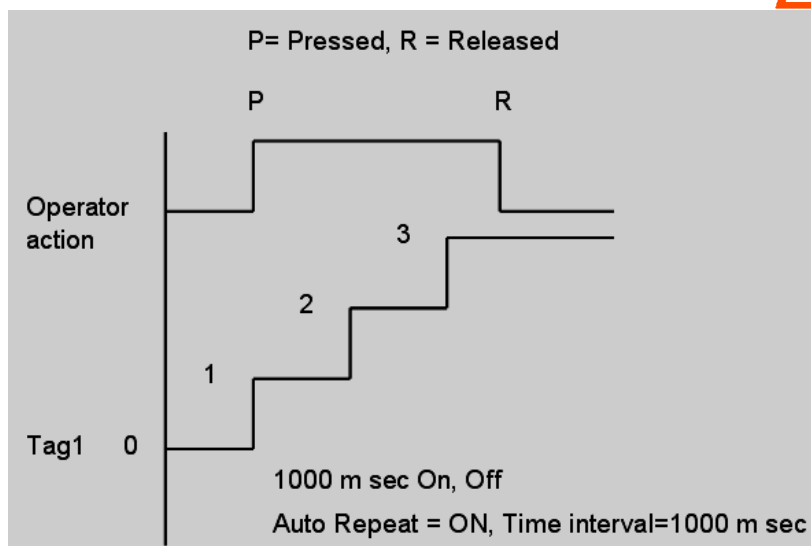 P= Pressed, R = Released
P R
Operator
action
3
2
1
Tag1 0
1000 m sec On, Off
Auto Repeat = ON, Time interval=1000 m sec